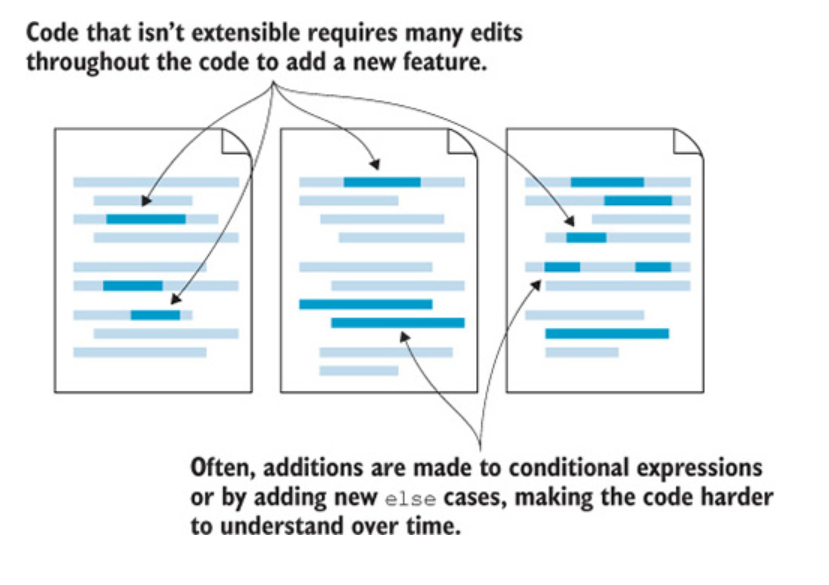 Code that isn’t extensible requires many edits
throughout the code to add a new feature.
Often, additions are made to conditional expressions
or by adding new else cases, making the code harder
to understand over time.